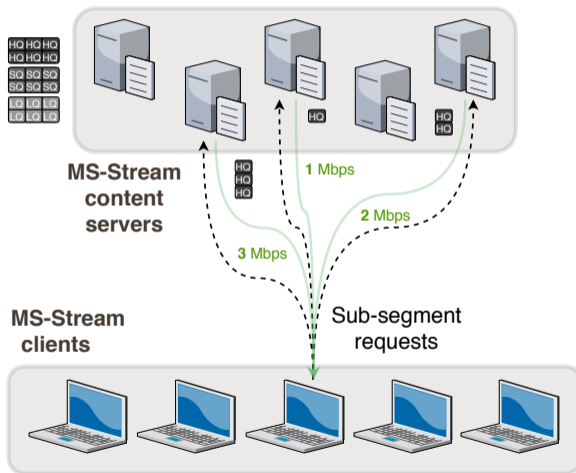 HQ HQ HQ
HQ HQ HQ
SQ SQ SQ
SQ SQ SQ
LQ LQ LQ
LQ LQ LQ
HQ
HQ
HQ
MS-Stream
content
servers
HQ
HQ
HQ
1 Mbps
2 Mbps
3 Mbps
MS-Stream
clients
Sub-segment
requests